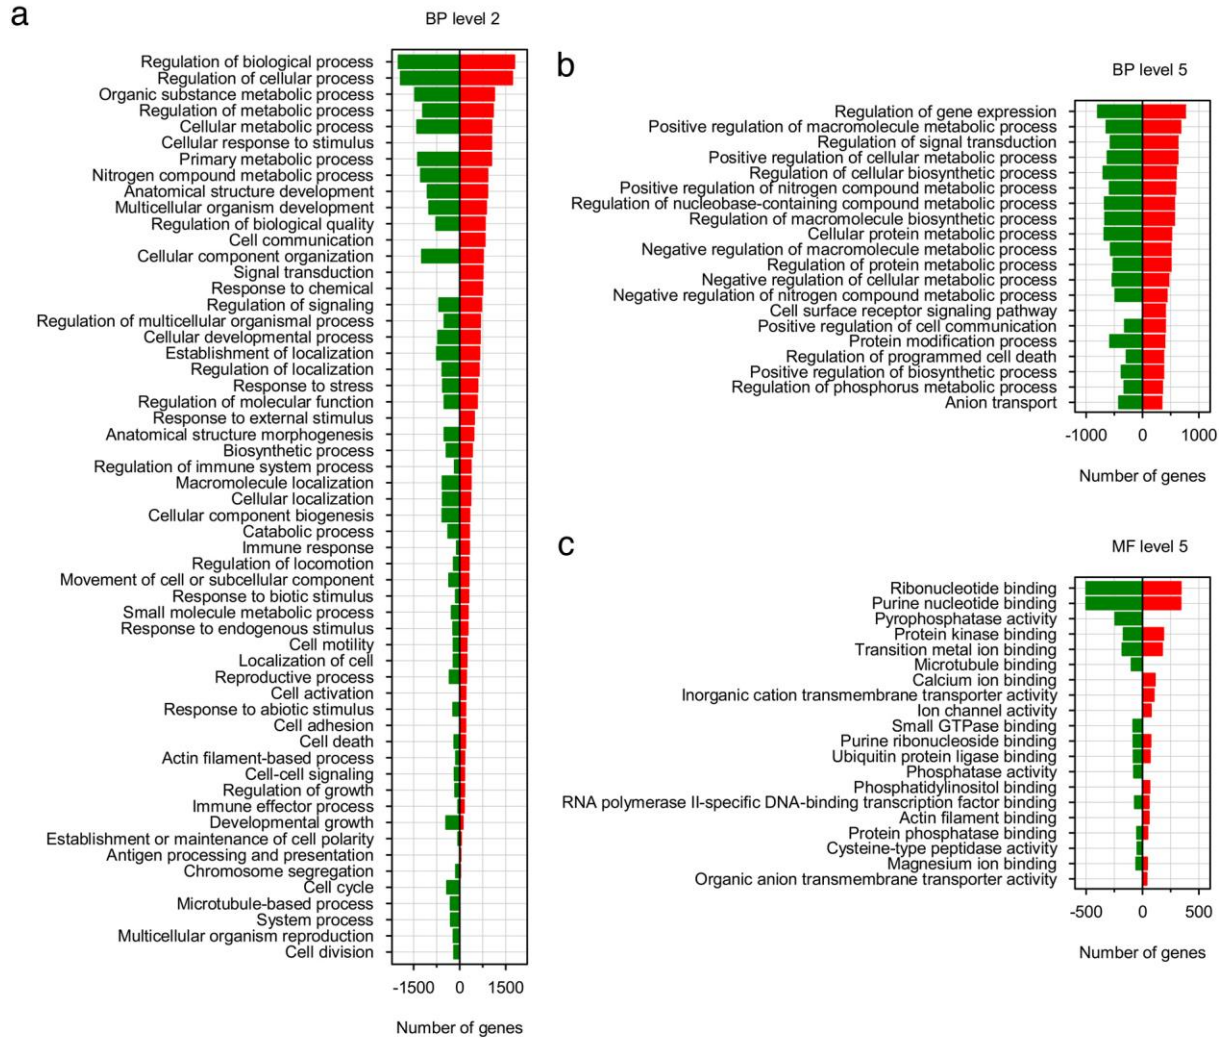 a
BP level 2
Regulation of biological process
Regulation of cellular process
Organic substance metabolic process
Regulation of metabolic process
Cellular metabolic process
Cellular response to stimulus
Primary metabolic process
Nitrogen compound metabolic process
Anatomical structure development
Multicellular organism development
Regulation of biological quality
Cell communication
Cellular component organization
Signal transduction
Response to chemical
Regulation of signaling
Regulation of multicellular organismal process
Cellular developmental process
Establishment of localization
Regulation of localization
Response to stress
Regulation of molecular function
Response to external stimulus
Anatomical structure morphogenesis
Biosynthetic process
Regulation of immune system process
Macromolecule localization
Cellular localization
Cellular component biogenesis
Catabolic process
Immune response
Regulation of locomotion
Movement of cell or subcellular component
Response to biotic stimulus
Small molecule metabolic process
Response to endogenous stimulus
Cell motility
Localization of cell
Reproductive process
Cell activation
Response to abiotic stimulus
Cell adhesion
Cell death
Actin filament-based process
Cell-cell signaling
Regulation of growth
Immune effector process
Developmental growth
Establishment or maintenance of cell polarity
Antigen processing and presentation
Chromosome segregation
Cell cycle
Microtubule-based process
System process
Multicellular organism reproduction
Cell division
-1500 0 1500
Number of genes
b
BP level 5
Regulation of gene expression
Positive regulation of macromolecule metabolic process
Regulation of signal transduction
Positive regulation of cellular metabolic process
Regulation of cellular biosynthetic process
Positive regulation of nitrogen compound metabolic process
Regulation of nucleobase-containing compound metabolic process
Regulation of macromolecule biosynthetic process
Cellular protein metabolic process
Negative regulation of macromolecule metabolic process
Regulation of protein metabolic process
Negative regulation of cellular metabolic process
Negative regulation of nitrogen compound metabolic process
Cell surface receptor signaling pathway
Positive regulation of cell communication
Protein modification process
Regulation of programmed cell death
Positive regulation of biosynthetic process
Regulation of phosphorus metabolic process
Anion transport
-1000 0 1000
Number of genes
c
MF level 5
Ribonucleotide binding
Purine nucleotide binding
Pyrophosphatase activity
Protein kinase binding
Transition metal ion binding
Microtubule binding
Calcium ion binding
Inorganic cation transmembrane transporter activity
Ion channel activity
Small GTPase binding
Purine ribonucleoside binding
Ubiquitin protein ligase binding
Phosphatase activity
Phosphatidylinositol binding
RNA polymerase II-specific DNA-binding transcription factor binding
Actin filament binding
Protein phosphatase binding
Cysteine-type peptidase activity
Magnesium ion binding
Organic anion transmembrane transporter activity
-500 0 500
Number of genes